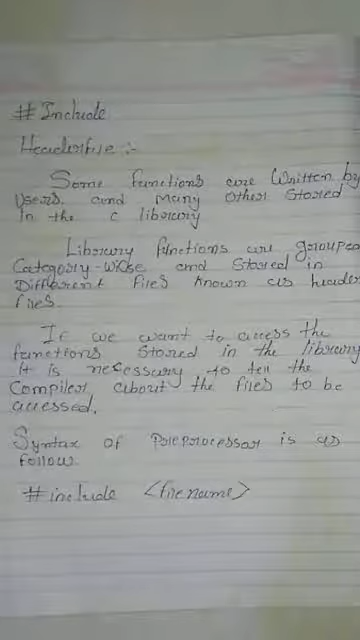 # Include
Headerfile :-
Some functions are Written by
Users and Many Other Stored
In the C library
Library functions are grouped
Category-wise and Stored in
Different files Known as header
files.
If we want to access the
functions Stored in the library
it is necessary to tell the
Compiler about the files to be
accessed.
Syntax of Preprocessor is as
follow
#include <filename>